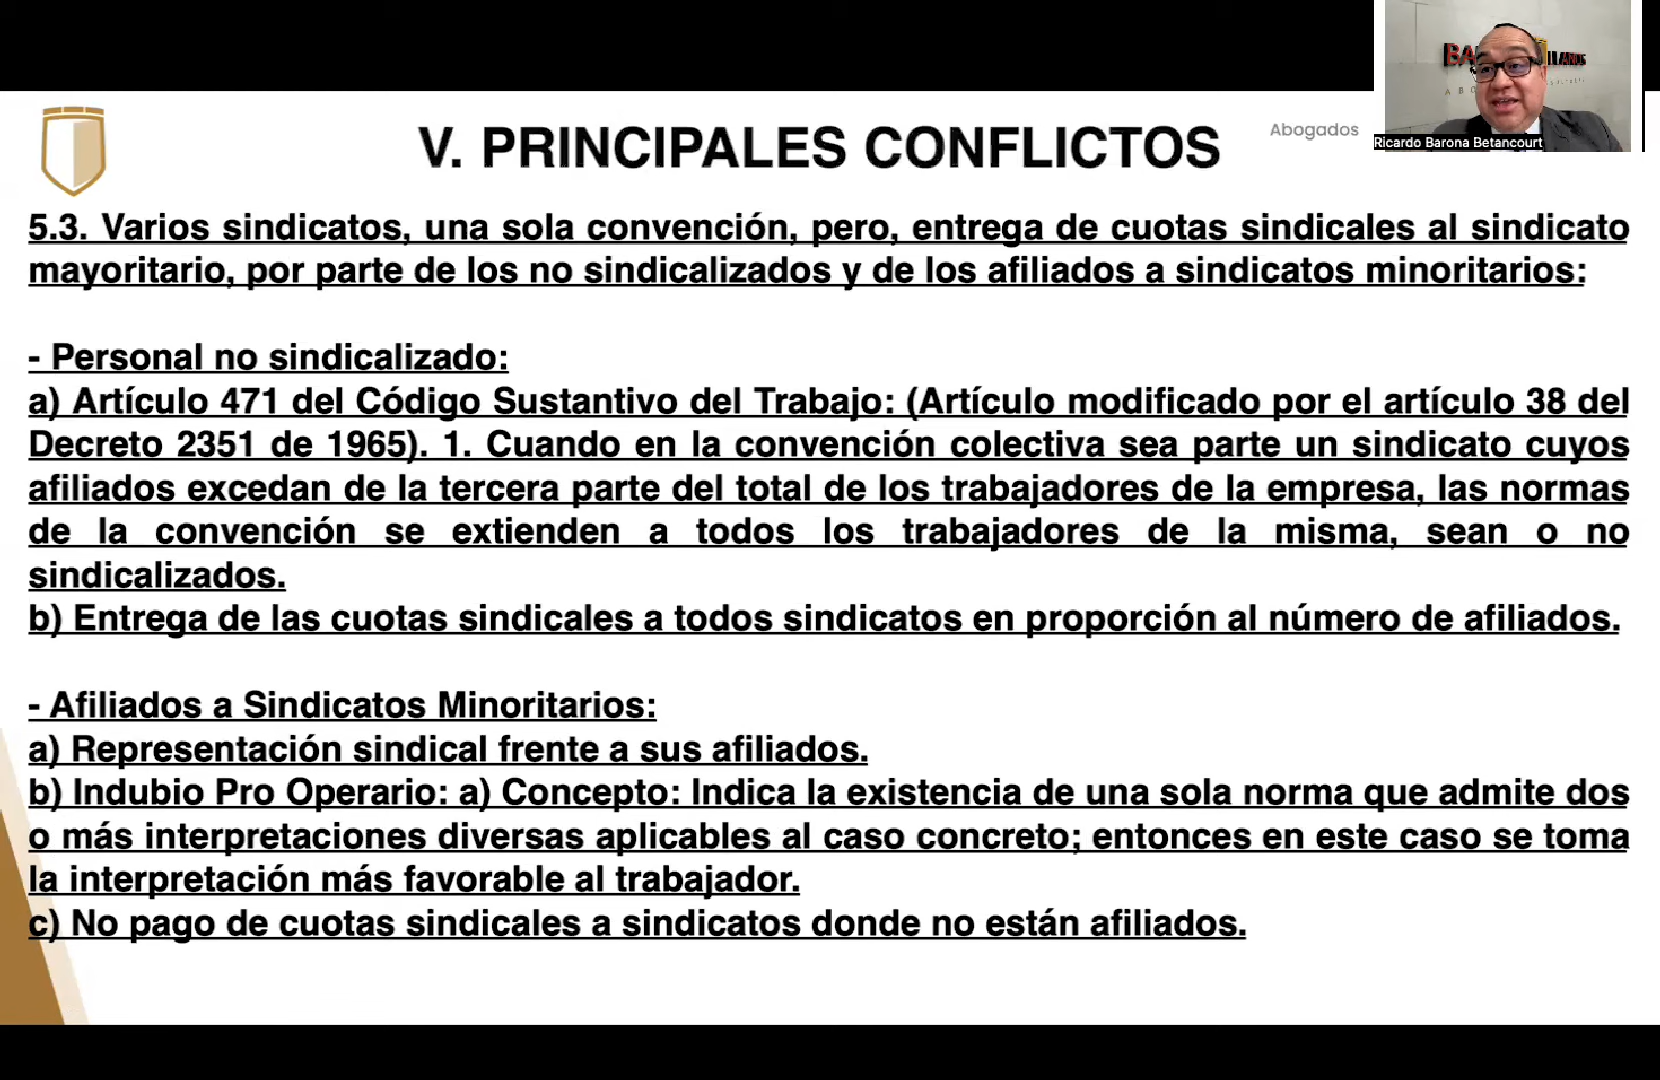 V. PRINCIPALES CONFLICTOS
Abogados
Ricardo Barona Betancourt
5.3. Varios sindicatos, una sola convención, pero, entrega de cuotas sindicales al sindicato
mayoritario, por parte de los no sindicalizados y de los afiliados a sindicatos minoritarios:
- Personal no sindicalizado:
a) Artículo 471 del Código Sustantivo del Trabajo: (Artículo modificado por el artículo 38 del
Decreto 2351 de 1965). 1. Cuando en la convención colectiva sea parte un sindicato cuyos
afiliados excedan de la tercera parte del total de los trabajadores de la empresa, las normas
de la convención se extienden a todos los trabajadores de la misma, sean o no
sindicalizados.
b) Entrega de las cuotas sindicales a todos sindicatos en proporción al número de afiliados.
- Afiliados a Sindicatos Minoritarios:
a) Representación sindical frente a sus afiliados.
b) Indubio Pro Operario: a) Concepto: Indica la existencia de una sola norma que admite dos
o más interpretaciones diversas aplicables al caso concreto; entonces en este caso se toma
la interpretación más favorable al trabajador.
c) No pago de cuotas sindicales a sindicatos donde no están afiliados.